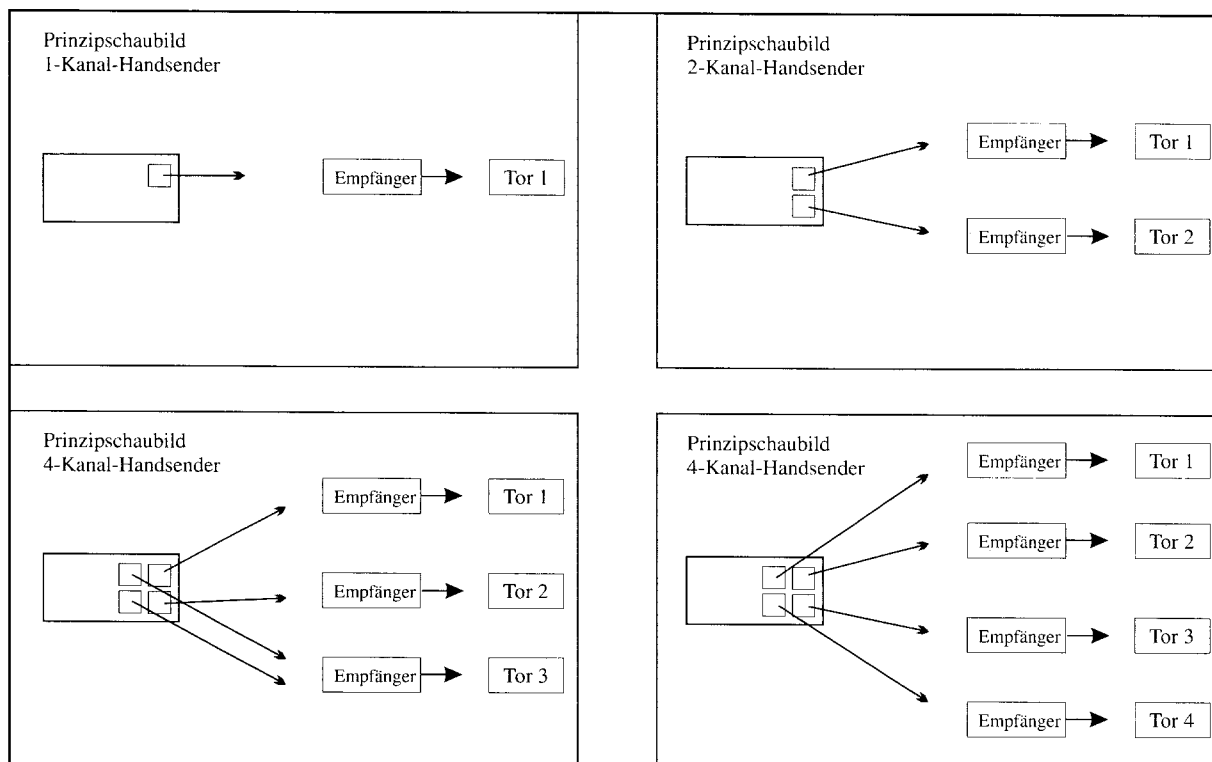 Prinzipschaubild
1-Kanal-Handsender
Empfänger
Tor 1
Prinzipschaubild
2-Kanal-Handsender
Empfänger
Tor 1
Empfänger
Tor 2
Prinzipschaubild
4-Kanal-Handsender
Empfänger
Tor 1
Empfänger
Tor 2
Empfänger
Tor 3
Prinzipschaubild
4-Kanal-Handsender
Empfänger
Tor 1
Empfänger
Tor 2
Empfänger
Tor 3
Empfänger
Tor 4